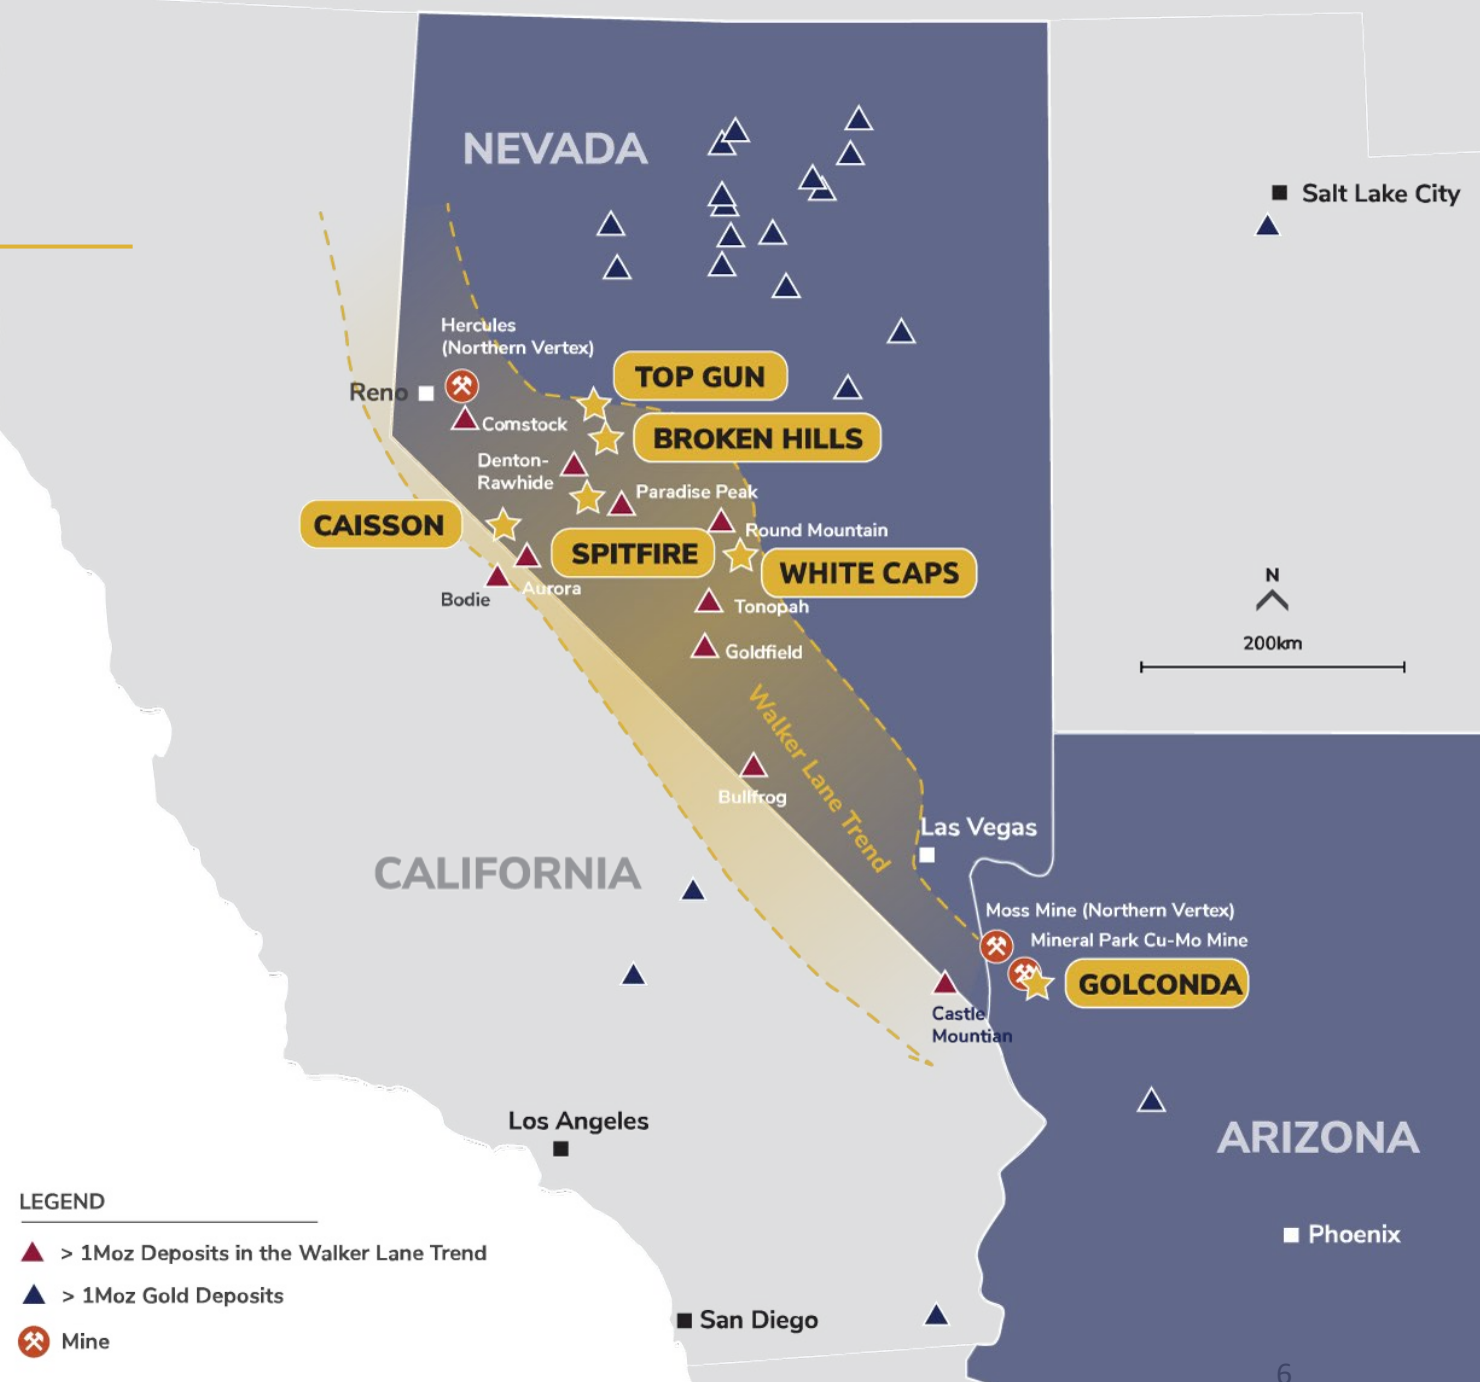 NEVADA
Salt Lake City
Hercules
(Northern Vertex)
Reno
TOP GUN
Comstock
BROKEN HILLS
Denton-
Rawhide
Paradise Peak
CAISSON
Round Mountain
SPITFIRE
WHITE CAPS
Aurora
Bodie
Tonopah
Goldfield
N
200km
Walker Lane Trend
Bullfrog
Las Vegas
CALIFORNIA
Moss Mine (Northern Vertex)
Mineral Park Cu-Mo Mine
GOLCONDA
Castle
Mountian
Los Angeles
ARIZONA
Phoenix
San Diego
LEGEND
> 1Moz Deposits in the Walker Lane Trend
> 1Moz Gold Deposits
Mine
6